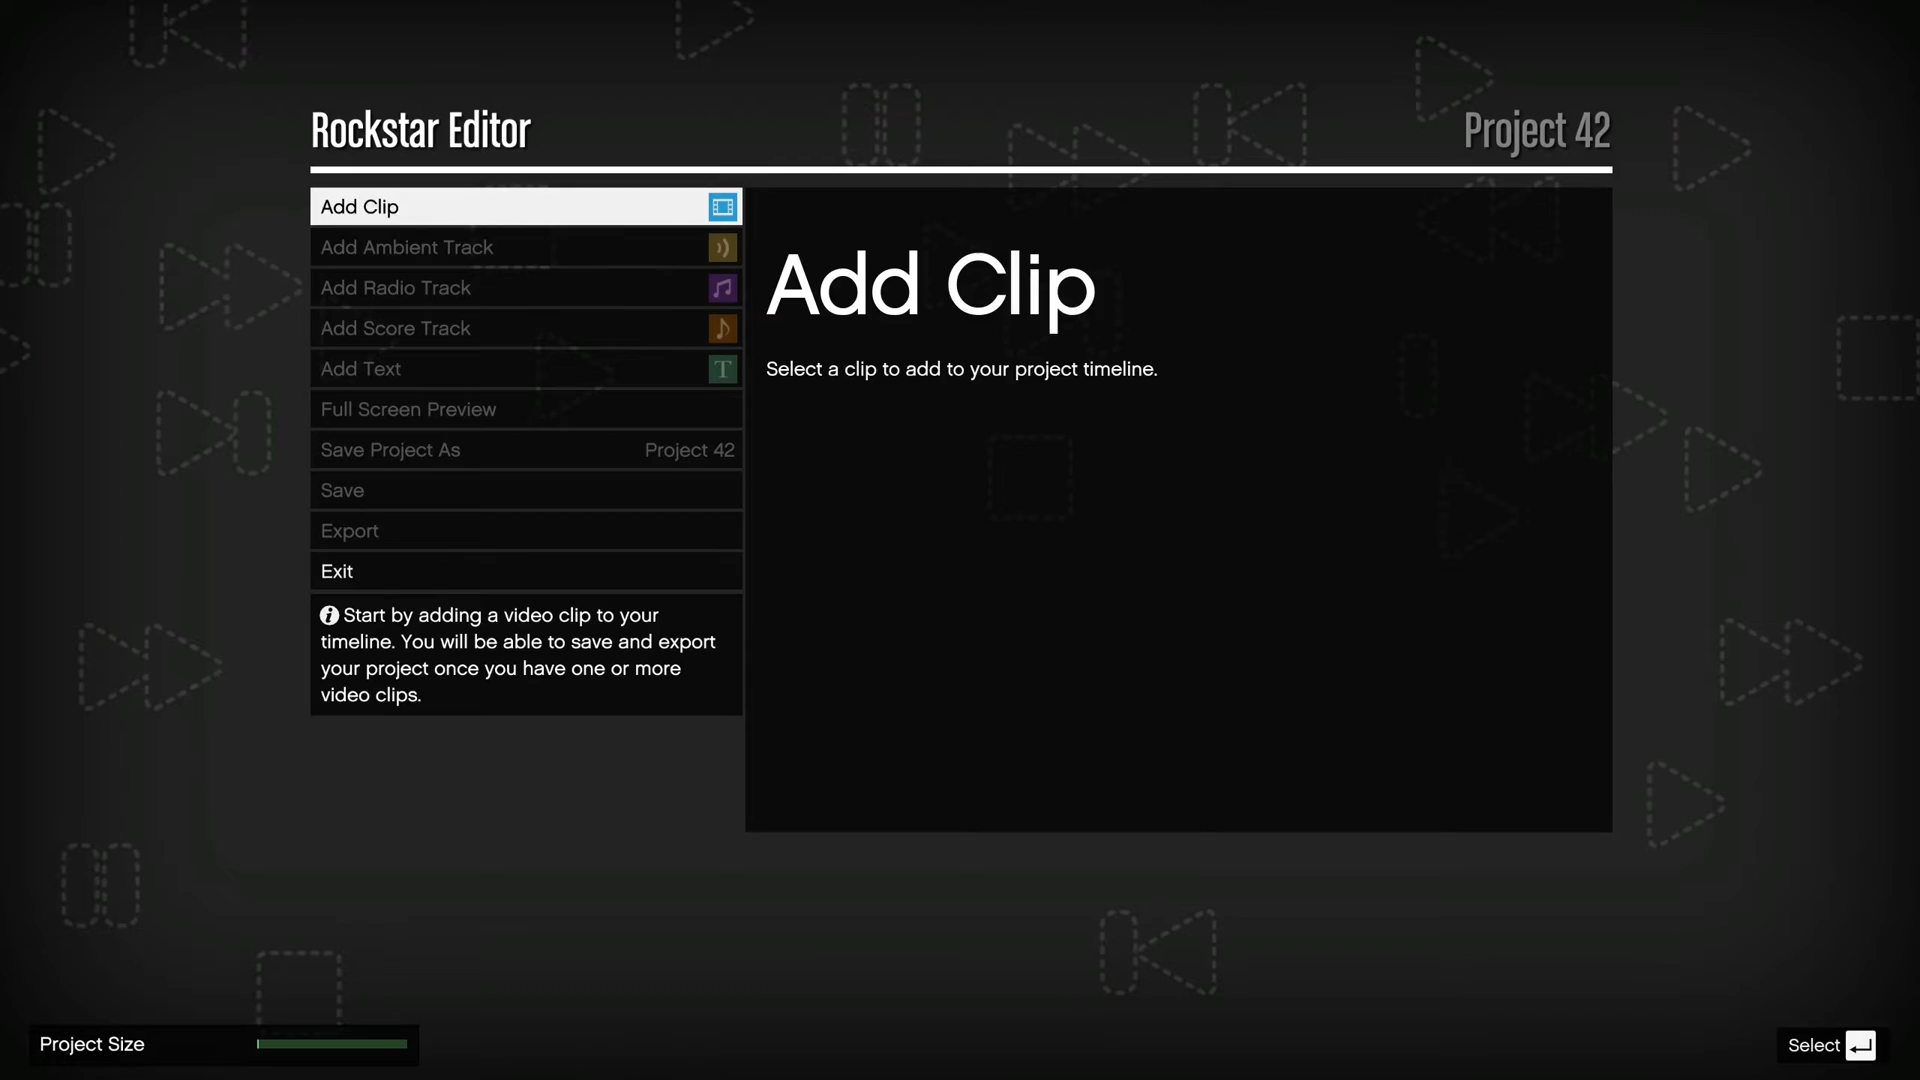 Rockstar Editor
Project 42
Add Clip
Add Ambient Track
Add Radio Track
Add Score Track
Add Text
T
Full Screen Preview
Save Project As Project 42
Save
Export
Exit
Start by adding a video clip to your
timeline. You will be able to save and export
your project once you have one or more
video clips.
Add Clip
Select a clip to add to your project timeline.
Project Size
Select